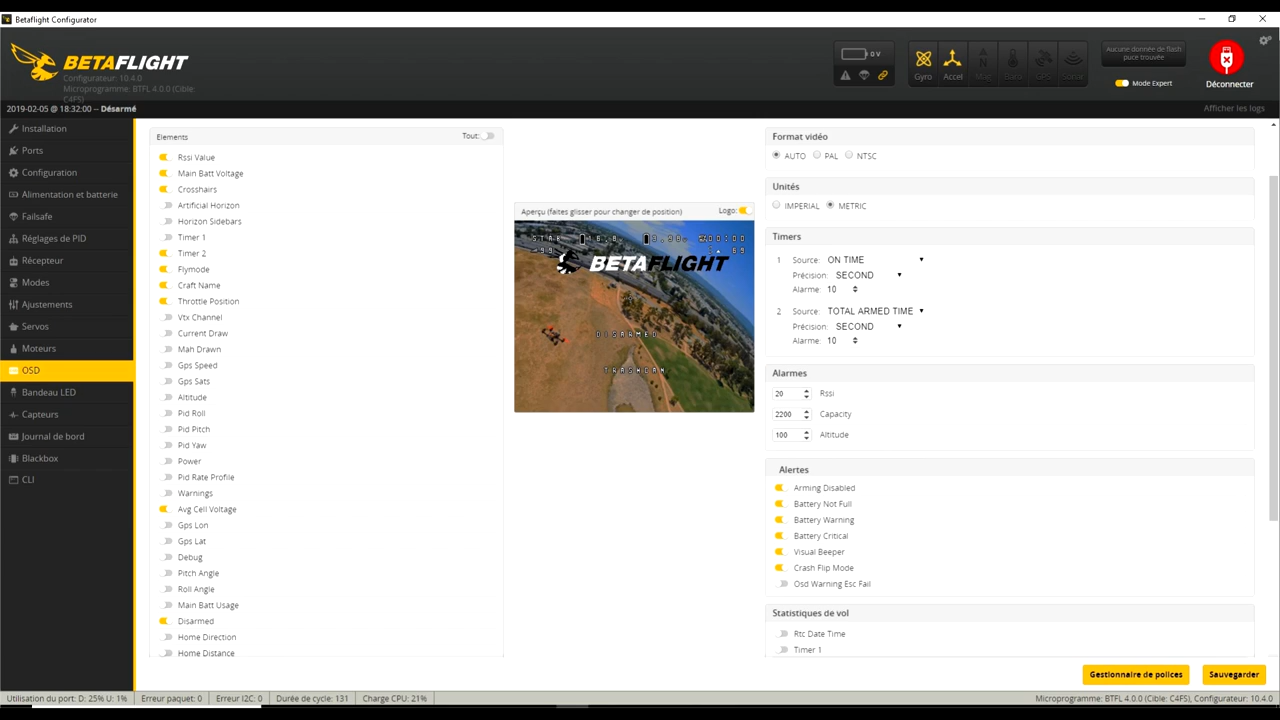 Betaflight Configurator
BETAFLIGHT
Configurateur: 10.4.0
Microprogramme: BTFL 4.0.0 (Cible:
C4FS)
0 V
Gyro
Accel
Mag
Baro
GPS
Sonar
Aucune donnée de flash
puce trouvée
Mode Expert
Déconnecter
2019-02-05 @ 18:32:00 -- Désarmé
Afficher les logs
Installation
Ports
Configuration
Alimentation et batterie
Failsafe
Réglages de PID
Récepteur
Modes
Ajustements
Servos
Moteurs
OSD
Bandeau LED
Capteurs
Journal de bord
Blackbox
CLI
Elements
Tout:
Rssi Value
Main Batt Voltage
Crosshairs
Artificial Horizon
Horizon Sidebars
Timer 1
Timer 2
Flymode
Craft Name
Throttle Position
Vtx Channel
Current Draw
Mah Drawn
Gps Speed
Gps Sats
Altitude
Pid Roll
Pid Pitch
Pid Yaw
Power
Pid Rate Profile
Warnings
Avg Cell Voltage
Gps Lon
Gps Lat
Debug
Pitch Angle
Roll Angle
Main Batt Usage
Disarmed
Home Direction
Home Distance
Aperçu (faites glisser pour changer de position)
Logo:
BETAFLIGHT
DISARMED
Format vidéo
AUTO
PAL
NTSC
Unités
IMPERIAL
METRIC
Timers
1 Source: ON TIME
Précision: SECOND
Alarme: 10
2 Source: TOTAL ARMED TIME
Précision: SECOND
Alarme: 10
Alarmes
20 Rssi
2200 Capacity
100 Altitude
Alertes
Arming Disabled
Battery Not Full
Battery Warning
Battery Critical
Visual Beeper
Crash Flip Mode
Osd Warning Esc Fail
Statistiques de vol
Rtc Date Time
Timer 1
Gestionnaire de polices
Sauvegarder
Utilisation du port: D: 25% U: 1%
Erreur paquet: 0
Erreur I2C: 0
Durée de cycle: 131
Charge CPU: 21%
Microprogramme: BTFL 4.0.0 (Cible: C4FS), Configurateur: 10.4.0